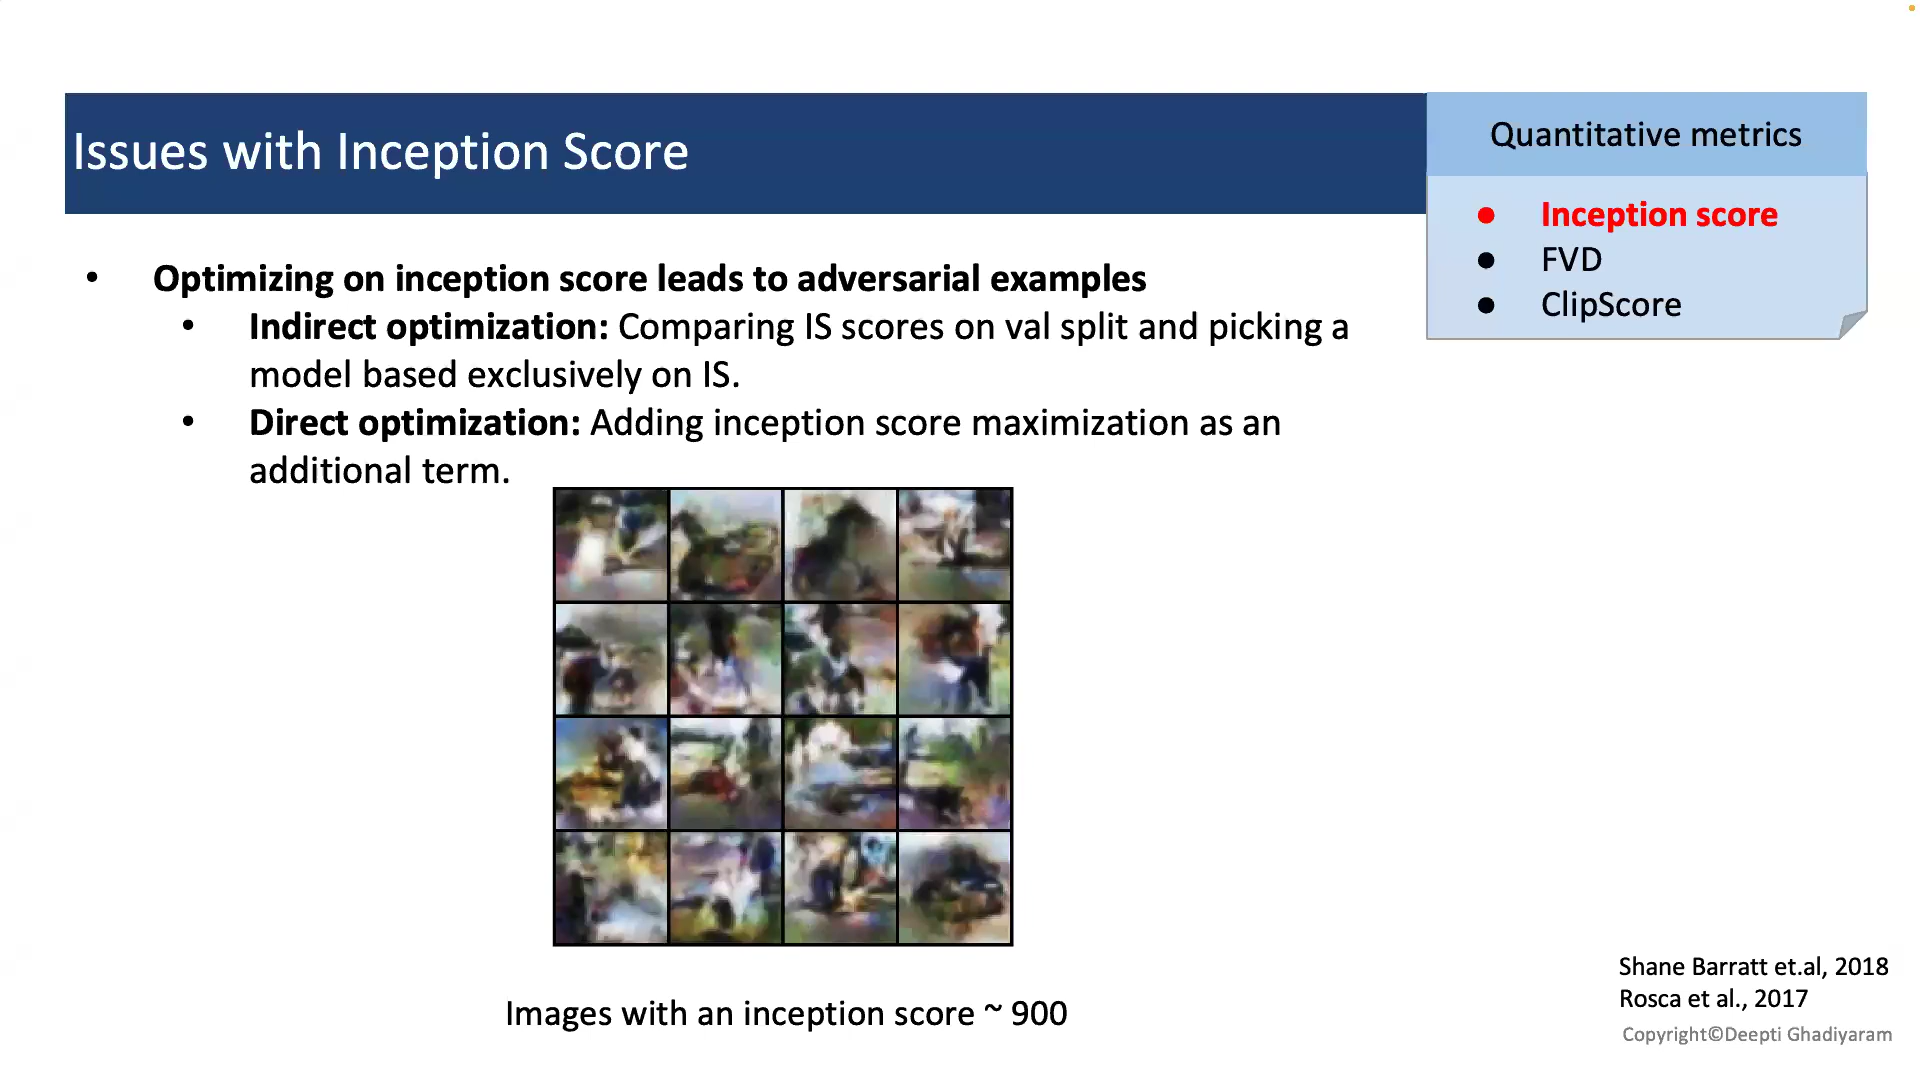 Issues with Inception Score
Quantitative metrics
● Inception score
● FVD
● ClipScore
• Optimizing on inception score leads to adversarial examples
• Indirect optimization: Comparing IS scores on val split and picking a
model based exclusively on IS.
• Direct optimization: Adding inception score maximization as an
additional term.
Images with an inception score ~ 900
Shane Barratt et.al, 2018
Rosca et al., 2017
Copyright©Deepti Ghadiyaram